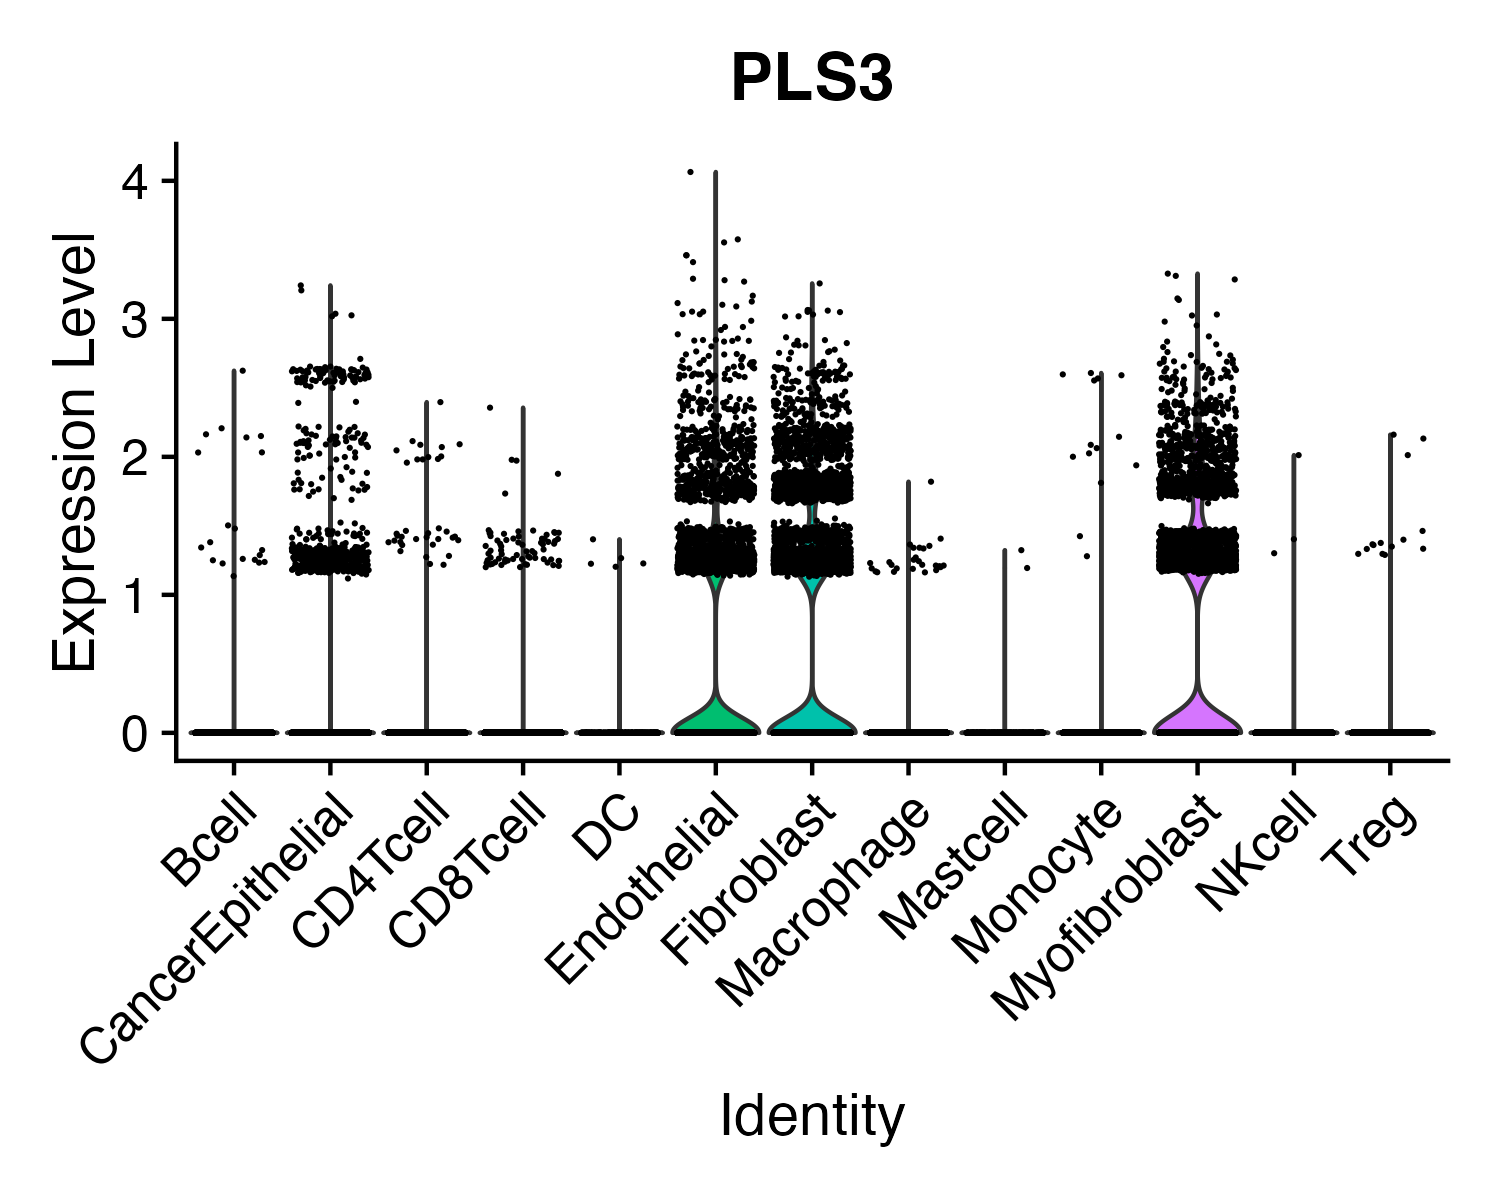 PLS3
Expression Level
4
3
2
1
0
Bcell
CancerEpithelial
CD4Tcell
CD8Tcell
DC
Endothelial
Fibroblast
Macrophage
Mastcell
Monocyte
Myofibroblast
NKcell
Treg
Identity